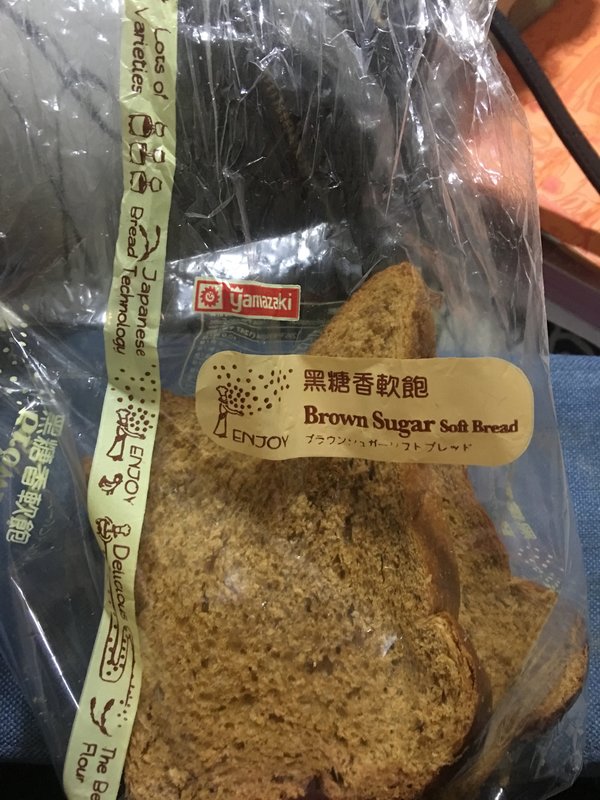 Lots of
Varieties
Japanese
Bread Technology
ENJOY
Delicious
The
Flour
yamazaki
黑糖香軟飽
Brown Sugar Soft Bread
ブラウンシュガーソフトブレッド
ENJOY
黑糖香軟飽